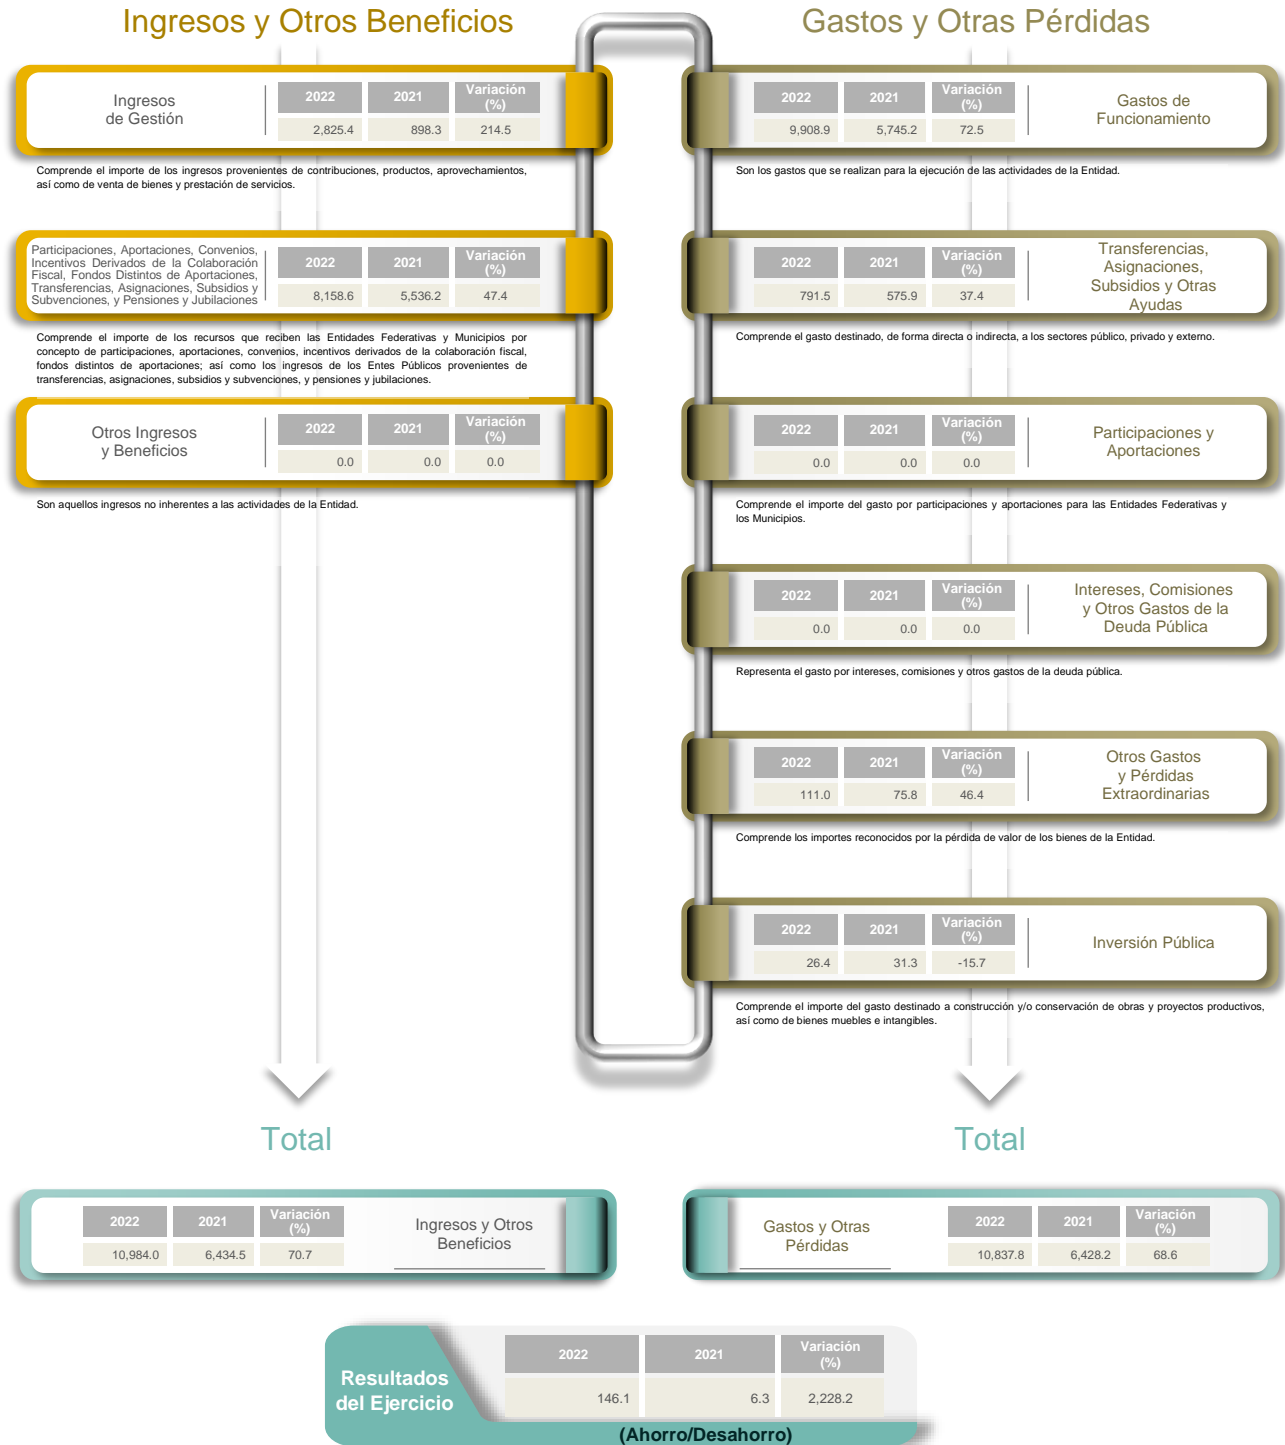 Ingresos y Otros Beneficios
Ingresos
de Gestión
2022 2021 Variación
(%)
2,825.4 898.3 214.5
Comprende el importe de los ingresos provenientes de contribuciones, productos, aprovechamientos,
así como de venta de bienes y prestación de servicios.
Participaciones, Aportaciones, Convenios,
Incentivos Derivados de la Colaboración
Fiscal, Fondos Distintos de Aportaciones,
Transferencias, Asignaciones, Subsidios y
Subvenciones, y Pensiones y Jubilaciones
2022 2021 Variación
(%)
8,158.6 5,536.2 47.4
Comprende el importe de los recursos que reciben las Entidades Federativas y Municipios por
concepto de participaciones, aportaciones, convenios, incentivos derivados de la colaboración fiscal,
fondos distintos de aportaciones; así como los ingresos de los Entes Públicos provenientes de
transferencias, asignaciones, subsidios y subvenciones, y pensiones y jubilaciones.
Otros Ingresos
y Beneficios
2022 2021 Variación
(%)
0.0 0.0 0.0
Son aquellos ingresos no inherentes a las actividades de la Entidad.
Gastos y Otras Pérdidas
2022 2021 Variación
(%)
9,908.9 5,745.2 72.5
Gastos de
Funcionamiento
Son los gastos que se realizan para la ejecución de las actividades de la Entidad.
2022 2021 Variación
(%)
791.5 575.9 37.4
Transferencias,
Asignaciones,
Subsidios y Otras
Ayudas
Comprende el gasto destinado, de forma directa o indirecta, a los sectores público, privado y externo.
2022 2021 Variación
(%)
0.0 0.0 0.0
Participaciones y
Aportaciones
Comprende el importe del gasto por participaciones y aportaciones para las Entidades Federativas y
los Municipios.
2022 2021 Variación
(%)
0.0 0.0 0.0
Intereses, Comisiones
y Otros Gastos de la
Deuda Pública
Representa el gasto por intereses, comisiones y otros gastos de la deuda pública.
2022 2021 Variación
(%)
111.0 75.8 46.4
Otros Gastos
y Pérdidas
Extraordinarias
Comprende los importes reconocidos por la pérdida de valor de los bienes de la Entidad.
2022 2021 Variación
(%)
26.4 31.3 -15.7
Inversión Pública
Comprende el importe del gasto destinado a construcción y/o conservación de obras y proyectos productivos,
así como de bienes muebles e intangibles.
Total
2022 2021 Variación
(%)
10,984.0 6,434.5 70.7
Ingresos y Otros
Beneficios
Total
Gastos y Otras
Pérdidas
2022 2021 Variación
(%)
10,837.8 6,428.2 68.6
Resultados
del Ejercicio
2022 2021 Variación
(%)
146.1 6.3 2,228.2
(Ahorro/Desahorro)